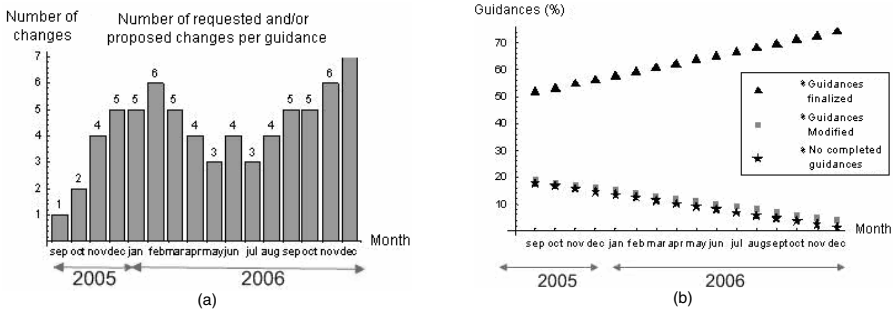 Number of
changes
Number of requested and/or
proposed changes per guidance
7
6
5
4
3
2
1
1
2
4
5
5
6
5
4
3
4
3
4
5
5
6
Month
sep oct nov dec jan feb mar apr may jun jul aug sep oct nov dec
2005
2006
(a)
Guidances (%)
70
60
50
40
30
20
10
* Guidances
finalized
* Guidances
Modified
* No completed
guidances
Month
sep oct nov dec jan feb mar apr may jun jul aug sept oct nov dec
2005
2006
(b)